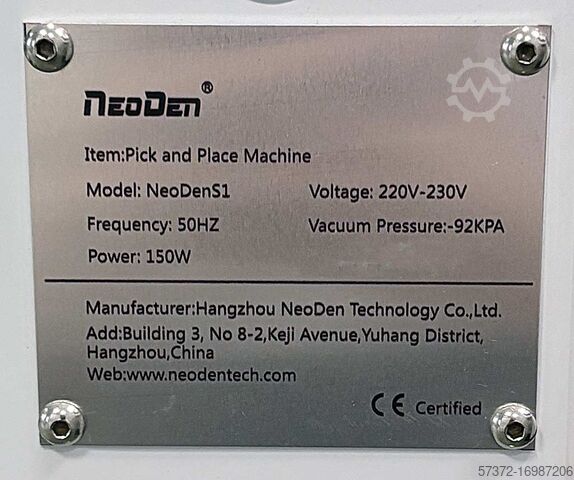 NEODEN®
Item:Pick and Place Machine
Model: NeoDenS1 Voltage: 220V-230V
Frequency: 50HZ Vacuum Pressure:-92KPA
Power: 150W
Manufacturer:Hangzhou NeoDen Technology Co.,Ltd.
Add:Building 3, No 8-2,Keji Avenue,Yuhang District,
Hangzhou,China
Web:www.neodentech.com
CE Certified
57372-16987206